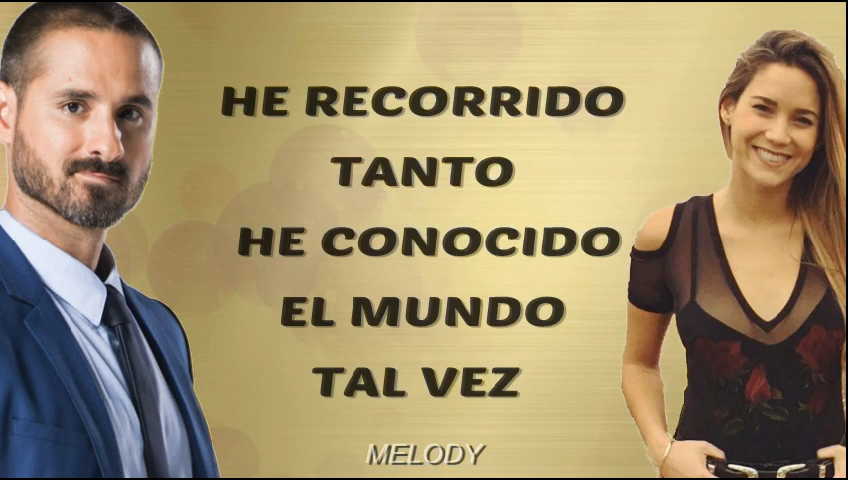 HE RECORRIDO
TANTO
HE CONOCIDO
EL MUNDO
TAL VEZ
MELODY